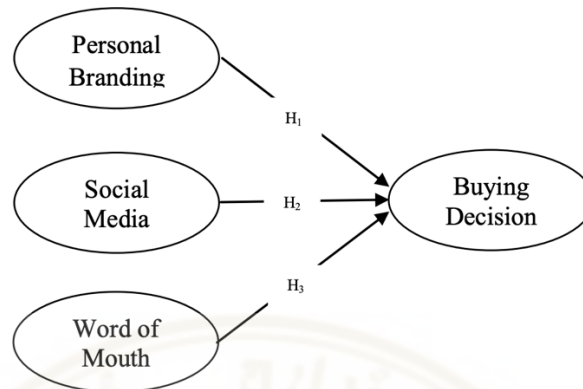 Personal
Branding
H₁
Social
Media
H₂
Buying
Decision
H₃
Word of
Mouth